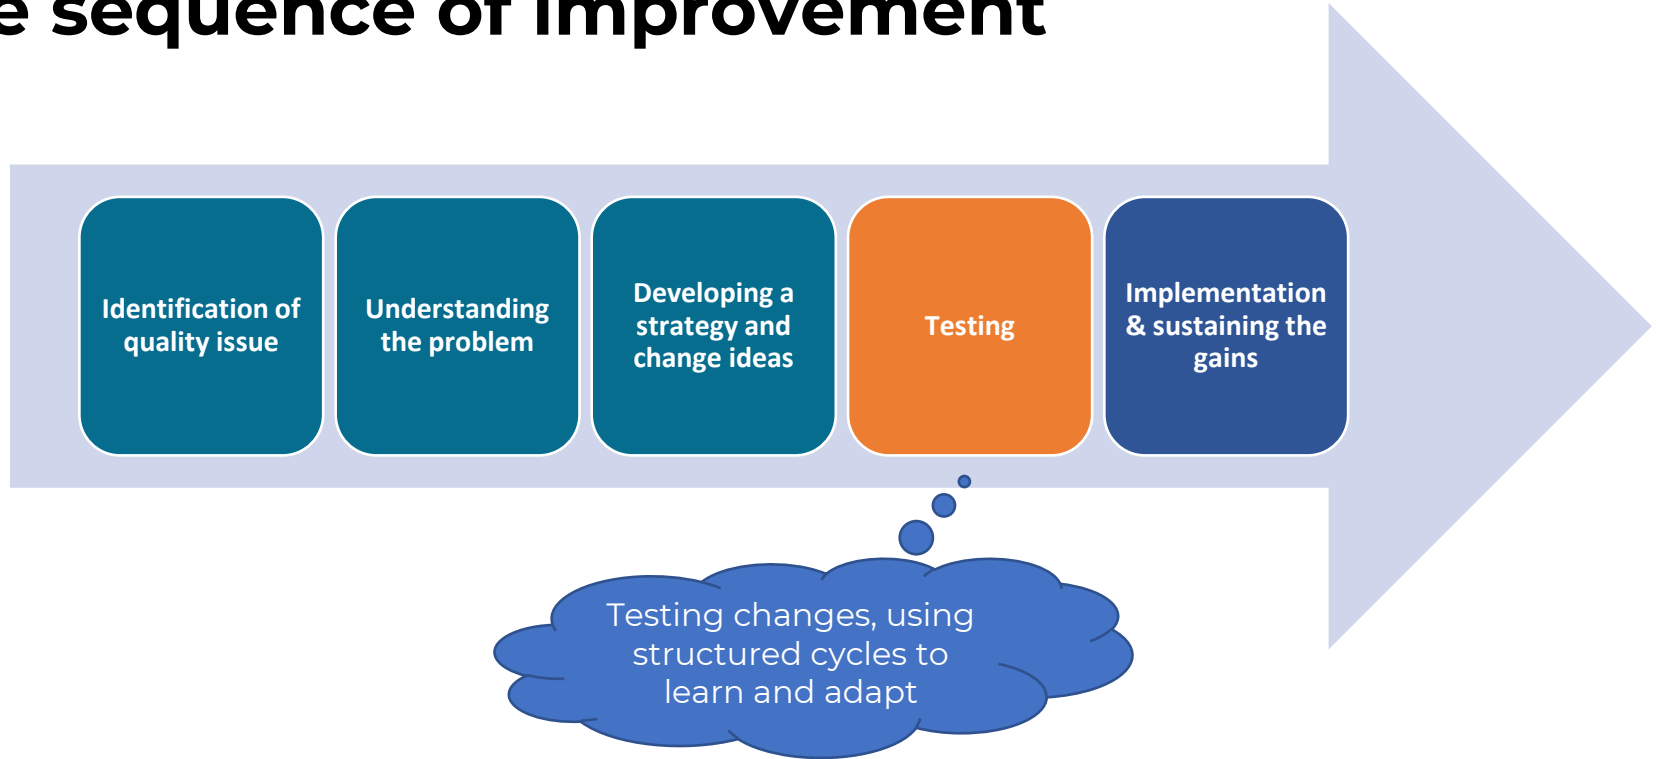 e sequence of improvement
Identification of
quality issue
Understanding
the problem
Developing a
strategy and
change ideas
Testing
Implementation
& sustaining the
gains
Testing changes, using
structured cycles to
learn and adapt